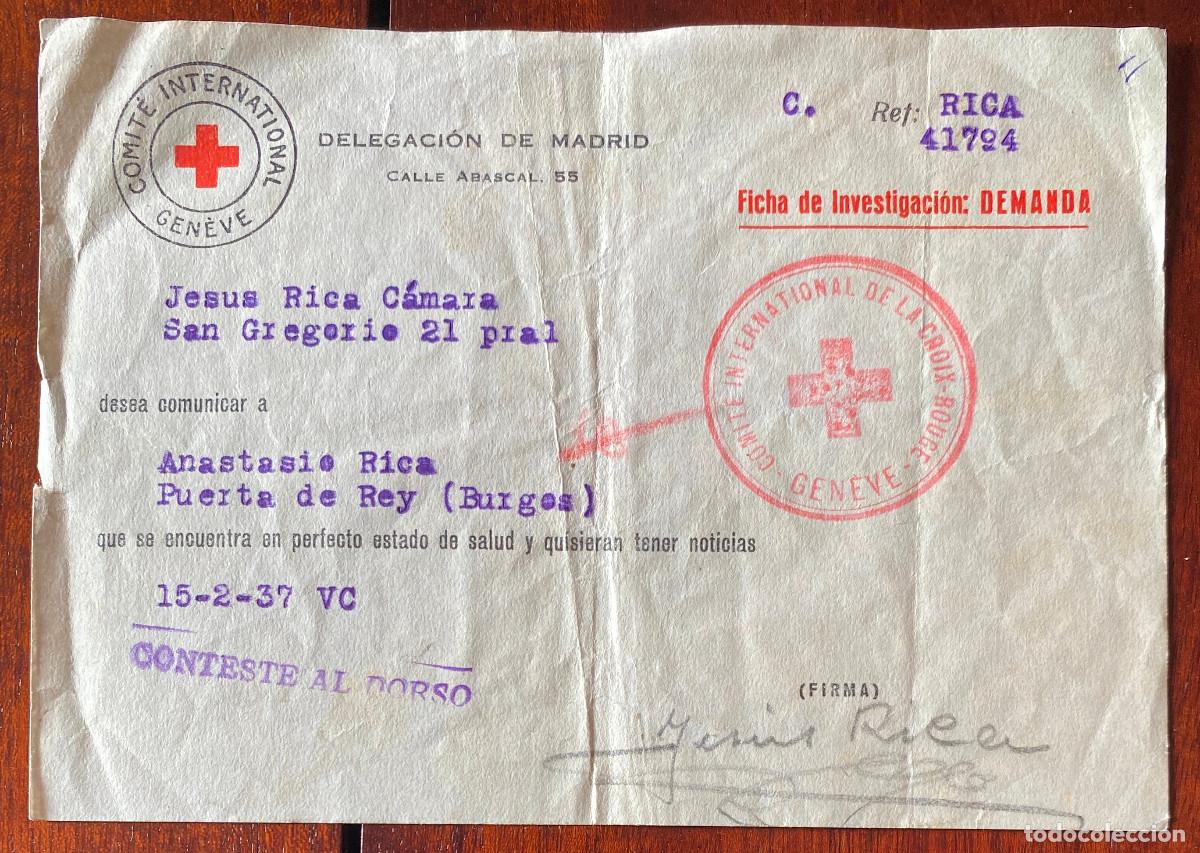 COMITÉ INTERNATIONAL
GENÈVE
DELEGACIÓN DE MADRID
CALLE ABASCAL, 55
C. Ref: RICA
41794
Ficha de Investigación: DEMANDA
Jesus Rica Cámara
San Gregorio 21 pral
COMITÉ INTERNATIONAL DE LA CROIX-ROUGE
- GENÈVE -
desea comunicar a
Anastasio Rica
Puerta de Rey (Burgos)
que se encuentra en perfecto estado de salud y quisieran tener noticias
15-2-37 VC
CONTESTE AL DORSO
(FIRMA)
Jesus Rica
todocolección